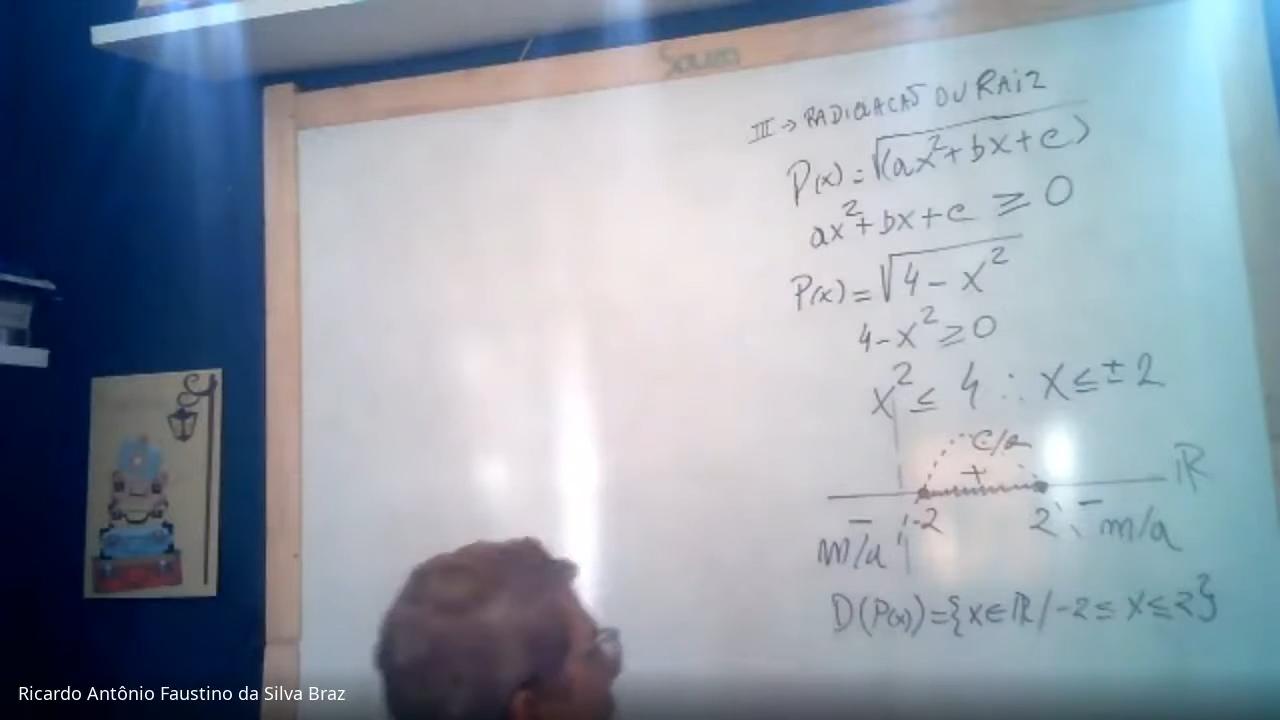 Souza
III → RADICIAÇÃO OU RAIZ
P(x) = √(ax²+bx+c)
ax²+bx+c ≥ 0
P(x) = √4 - x²
4-x² ≥ 0
x² ≤ 4 ∴ x ≤ ± 2
c/a
+ ℝ
- -2 2 -
m/a m/a
D(P(x))={x∈ℝ/-2 ≤ x ≤ 2}
Ricardo Antônio Faustino da Silva Braz